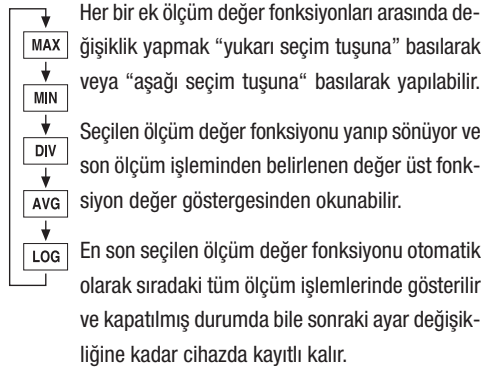 Her bir ek ölçüm değer fonksiyonları arasında de-
ğişiklik yapmak “yukarı seçim tuşuna” basılarak
veya “aşağı seçim tuşuna“ basılarak yapılabilir.
Seçilen ölçüm değer fonksiyonu yanıp sönüyor ve
son ölçüm işleminden belirlenen değer üst fonk-
siyon değer göstergesinden okunabilir.
En son seçilen ölçüm değer fonksiyonu otomatik
olarak sıradaki tüm ölçüm işlemlerinde gösterilir
ve kapatılmış durumda bile sonraki ayar değişik-
liğine kadar cihazda kayıtlı kalır.
MAX
MIN
DIV
AVG
LOG